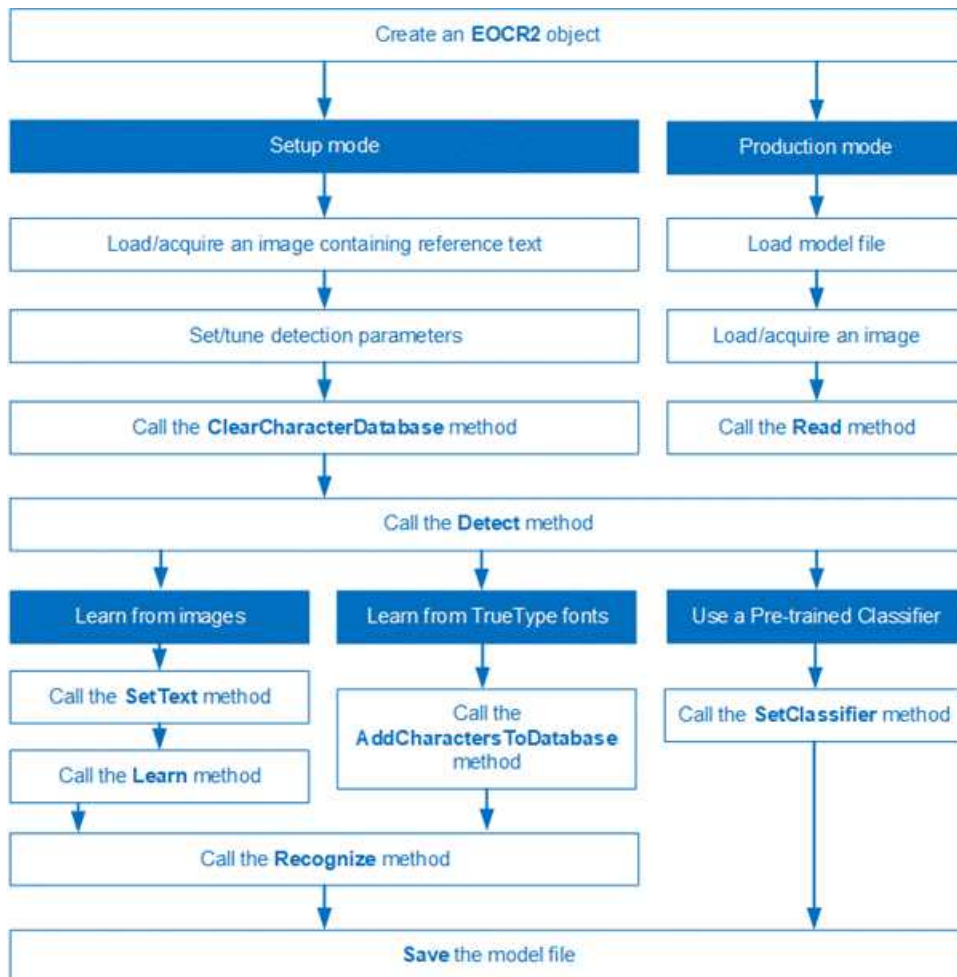 Create an EOCR2 object
Setup mode
Production mode
Load/acquire an image containing reference text
Load model file
Set/tune detection parameters
Load/acquire an image
Call the ClearCharacterDatabase method
Call the Read method
Call the Detect method
Learn from images
Learn from TrueType fonts
Use a Pre-trained Classifier
Call the SetText method
Call the
AddCharactersToDatabase
method
Call the SetClassifier method
Call the Learn method
Call the Recognize method
Save the model file